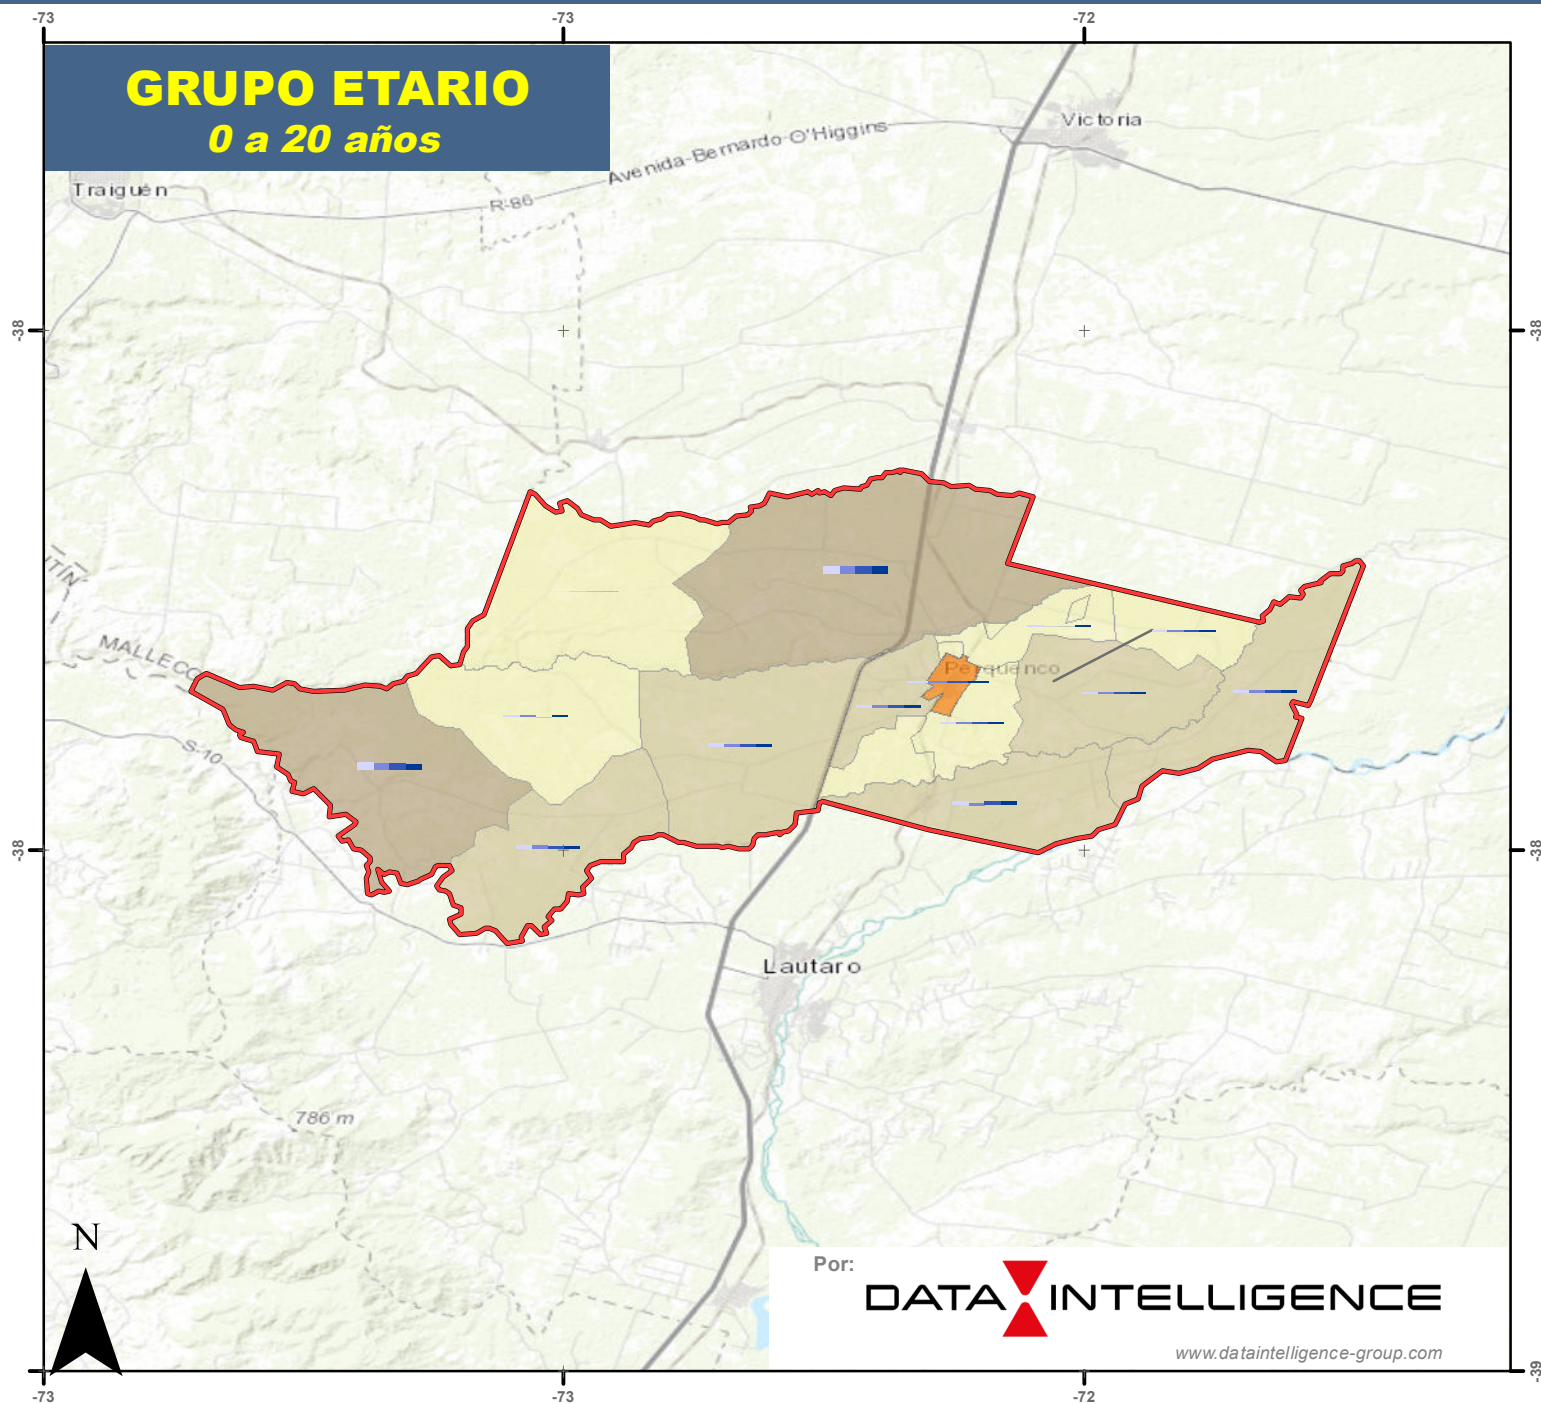 -73
-73
-72
GRUPO ETARIO
0 a 20 años
Victoria
Avenida-Bernardo-O'Higgins
Traiguén
R-86
-38
-38
MALLECO
Perquenco
S-10
-38
-38
Lautaro
786 m
N
Por:
DATA INTELLIGENCE
www.dataintelligence-group.com
-39
-73
-73
-72